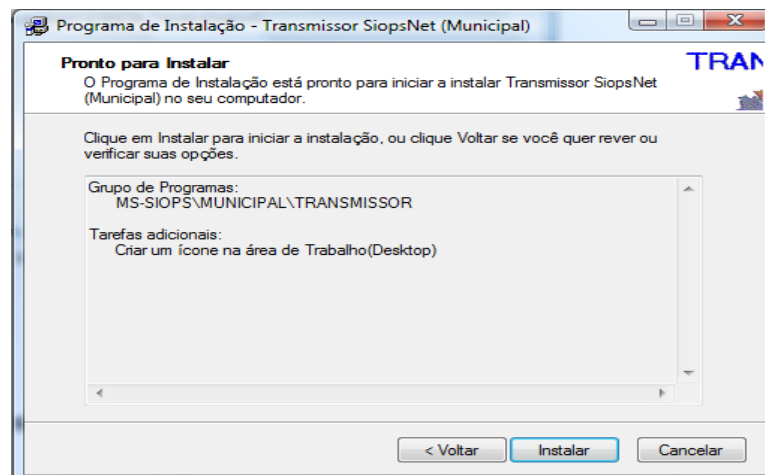 Programa de Instalação - Transmissor SiopsNet (Municipal)
Pronto para Instalar
O Programa de Instalação está pronto para iniciar a instalar Transmissor SiopsNet
(Municipal) no seu computador.
TRAN
Clique em Instalar para iniciar a instalação, ou clique Voltar se você quer rever ou
verificar suas opções.
Grupo de Programas:
MS-SIOPS\MUNICIPAL\TRANSMISSOR
Tarefas adicionais:
Criar um ícone na área de Trabalho(Desktop)
< Voltar
Instalar
Cancelar